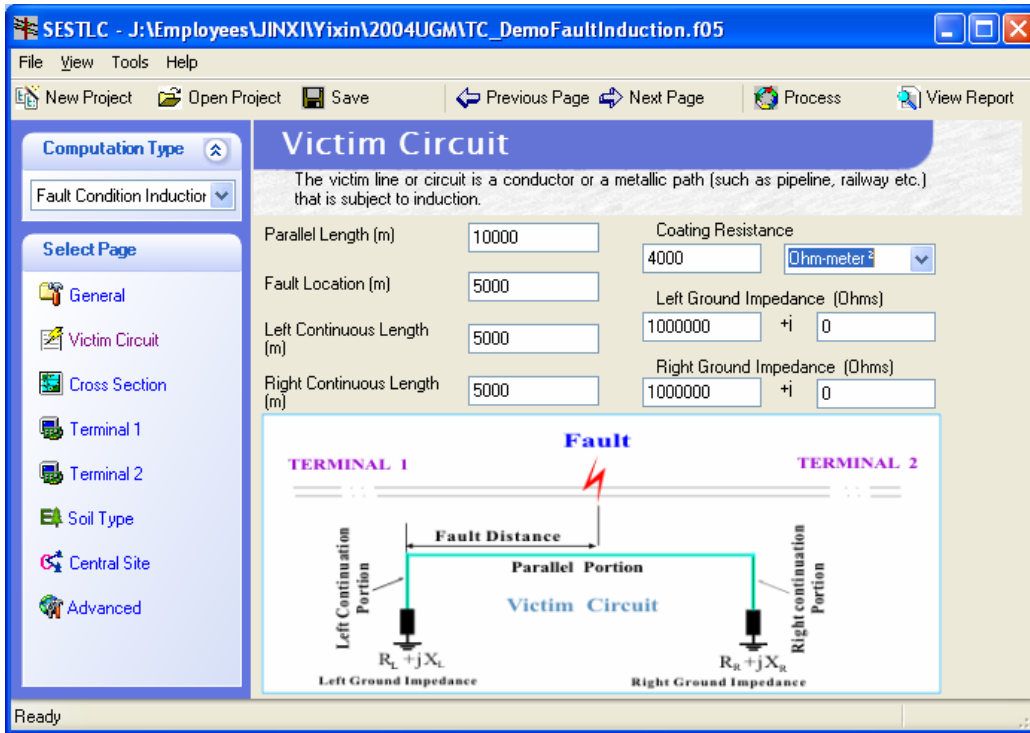 SESTLC - J:\Employees\JINXI\Yixin\2004UGM\TC_DemoFaultInduction.f05
File View Tools Help
New Project Open Project Save Previous Page Next Page Process View Report
Computation Type
Fault Condition Induction
Select Page
General
Victim Circuit
Cross Section
Terminal 1
Terminal 2
Soil Type
Central Site
Advanced
Victim Circuit
The victim line or circuit is a conductor or a metallic path (such as pipeline, railway etc.)
that is subject to induction.
Parallel Length (m) 10000
Fault Location (m) 5000
Left Continuous Length
(m) 5000
Right Continuous Length
(m) 5000
Coating Resistance
4000 Ohm-meter²
Left Ground Impedance (Ohms)
1000000 +j 0
Right Ground Impedance (Ohms)
1000000 +j 0
Fault
TERMINAL 1 TERMINAL 2
Fault Distance
Parallel Portion
Victim Circuit
Left Continuation
Portion
Right continuation
Portion
R_L +jX_L
Left Ground Impedance
R_R +jX_R
Right Ground Impedance
Ready